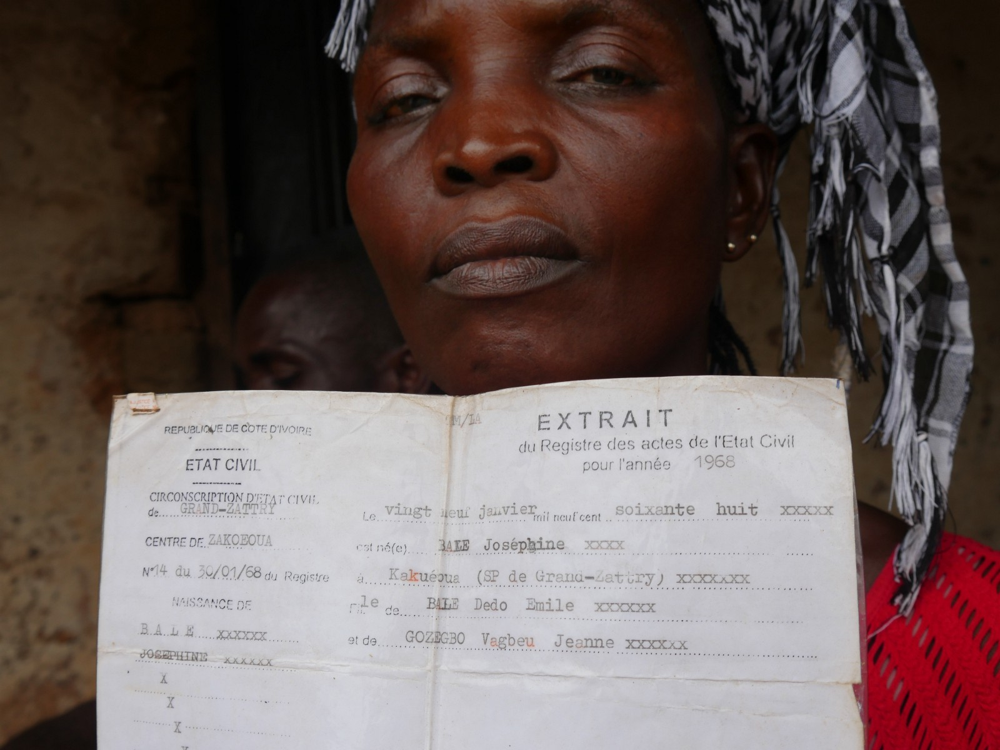 REPUBLIQUE DE COTE D'IVOIRE
ETAT CIVIL
CIRCONSCRIPTION D'ETAT CIVIL
de GRAND-ZATTRY
CENTRE DE ZAKOEOUA
N° 14 du 30/01/68 du Registre
NAISSANCE DE
B A L E xxxxxx
JOSEPHINE xxxxxx
X
X
X
M/LA
EXTRAIT
du Registre des actes de l'Etat Civil
pour l'année 1968
Le vingt neuf janvier mil neuf cent soixante huit xxxxx
est né(e) BALE Joséphine xxxx
à Kakuéoua (SP de Grand-Zattry) xxxxxxx
Fille de BALE Dedo Emile xxxxxx
et de GOZEGBO Vagbeu Jeanne xxxxxx